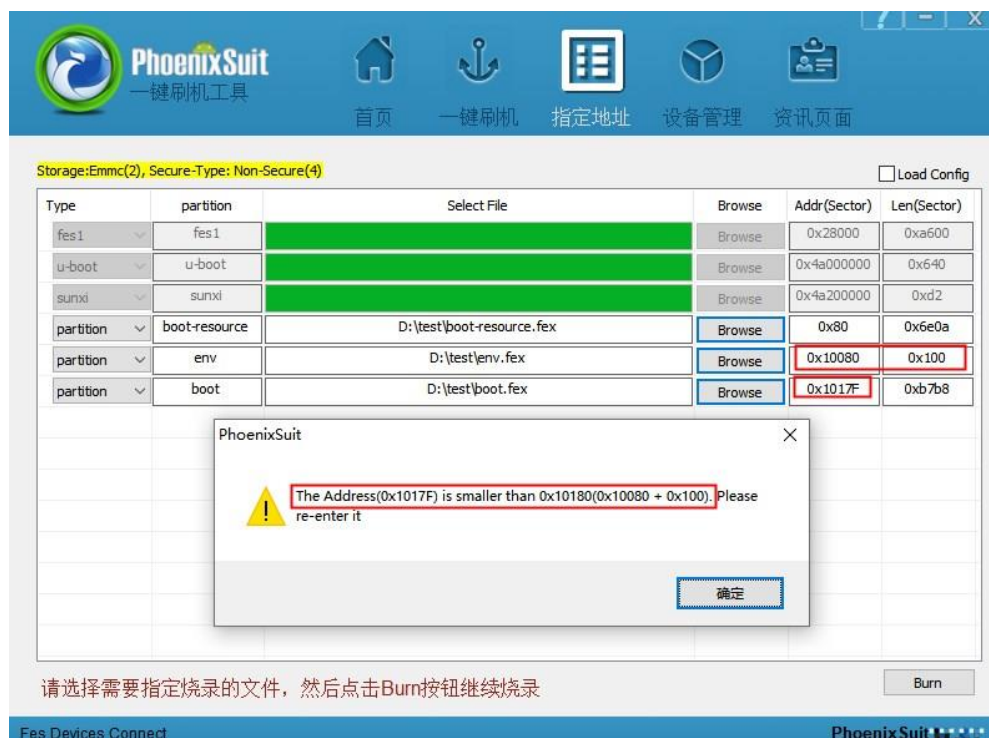 ? - X
PhoenixSuit
一键刷机工具
首页 一键刷机 指定地址 设备管理 资讯页面
Storage:Emmc(2), Secure-Type: Non-Secure(4)
Load Config
Type partition Select File Browse Addr(Sector) Len(Sector)
fes1 fes1 Browse 0x28000 0xa600
u-boot u-boot Browse 0x4a000000 0x640
sunxi sunxi Browse 0x4a200000 0xd2
partition boot-resource D:\test\boot-resource.fex Browse 0x80 0x6e0a
partition env D:\test\env.fex Browse 0x10080 0x100
partition boot D:\test\boot.fex Browse 0x1017F 0xb7b8
PhoenixSuit
The Address(0x1017F) is smaller than 0x10180(0x10080 + 0x100). Please
re-enter it
确定
请选择需要指定烧录的文件，然后点击Burn按钮继续烧录
Burn
Fes Devices Connect
PhoenixSuit